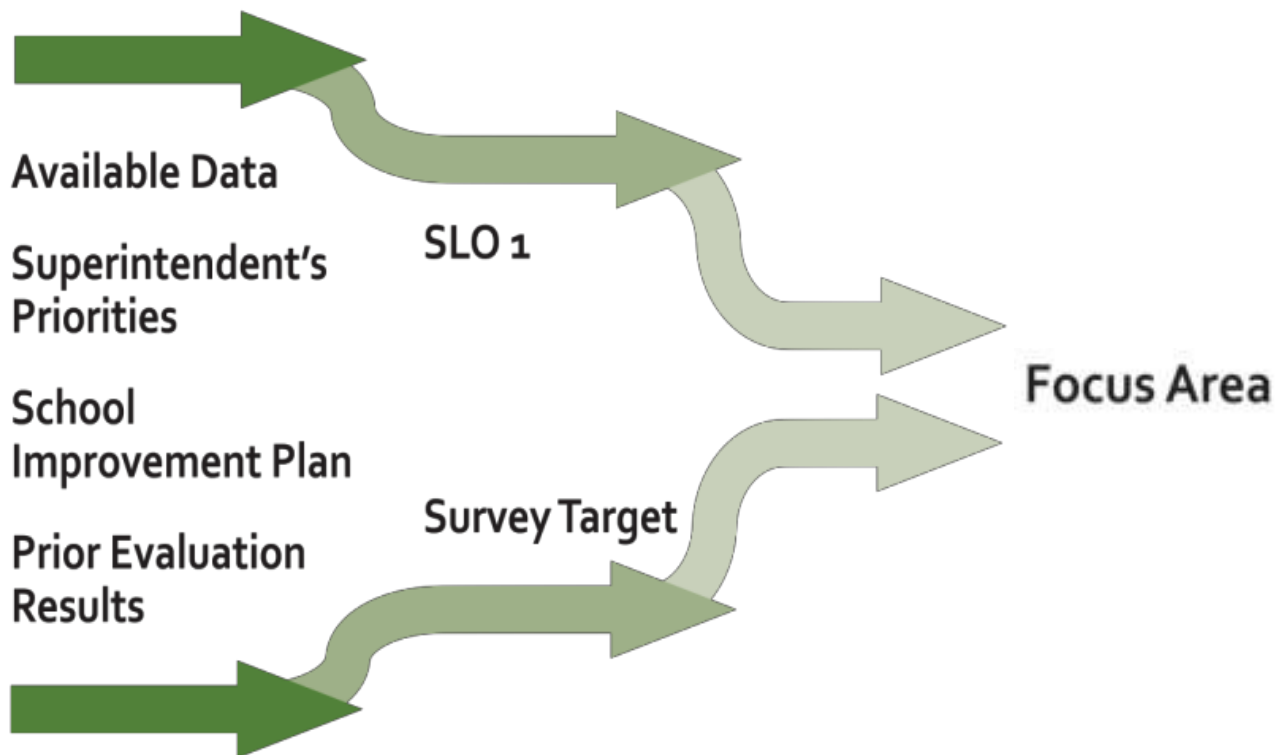 Available Data
Superintendent's
Priorities
School
Improvement Plan
Prior Evaluation
Results
SLO 1
Survey Target
Focus Area